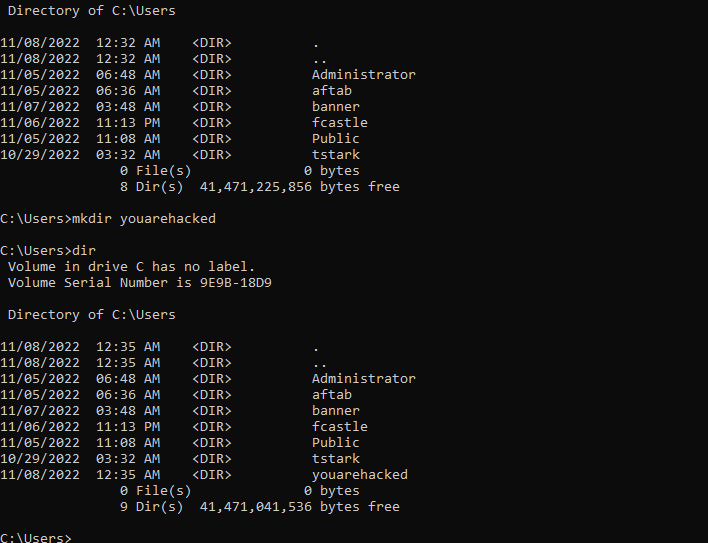 Directory of C:\Users

11/08/2022  12:32 AM    <DIR>          .
11/08/2022  12:32 AM    <DIR>          ..
11/05/2022  06:48 AM    <DIR>          Administrator
11/05/2022  06:36 AM    <DIR>          aftab
11/07/2022  03:48 AM    <DIR>          banner
11/06/2022  11:13 PM    <DIR>          fcastle
11/05/2022  11:08 AM    <DIR>          Public
10/29/2022  03:32 AM    <DIR>          tstark
               0 File(s)              0 bytes
               8 Dir(s)  41,471,225,856 bytes free

C:\Users>mkdir youarehacked

C:\Users>dir
 Volume in drive C has no label.
 Volume Serial Number is 9E9B-18D9

 Directory of C:\Users

11/08/2022  12:35 AM    <DIR>          .
11/08/2022  12:35 AM    <DIR>          ..
11/05/2022  06:48 AM    <DIR>          Administrator
11/05/2022  06:36 AM    <DIR>          aftab
11/07/2022  03:48 AM    <DIR>          banner
11/06/2022  11:13 PM    <DIR>          fcastle
11/05/2022  11:08 AM    <DIR>          Public
10/29/2022  03:32 AM    <DIR>          tstark
11/08/2022  12:35 AM    <DIR>          youarehacked
               0 File(s)              0 bytes
               9 Dir(s)  41,471,041,536 bytes free

C:\Users>